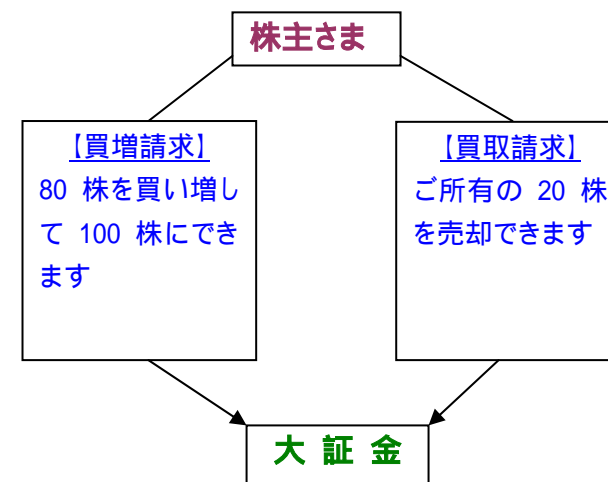 株主さま
【買増請求】
80 株を買い増し
て 100 株にでき
ます
【買取請求】
ご所有の 20 株
を売却できます
大 証 金